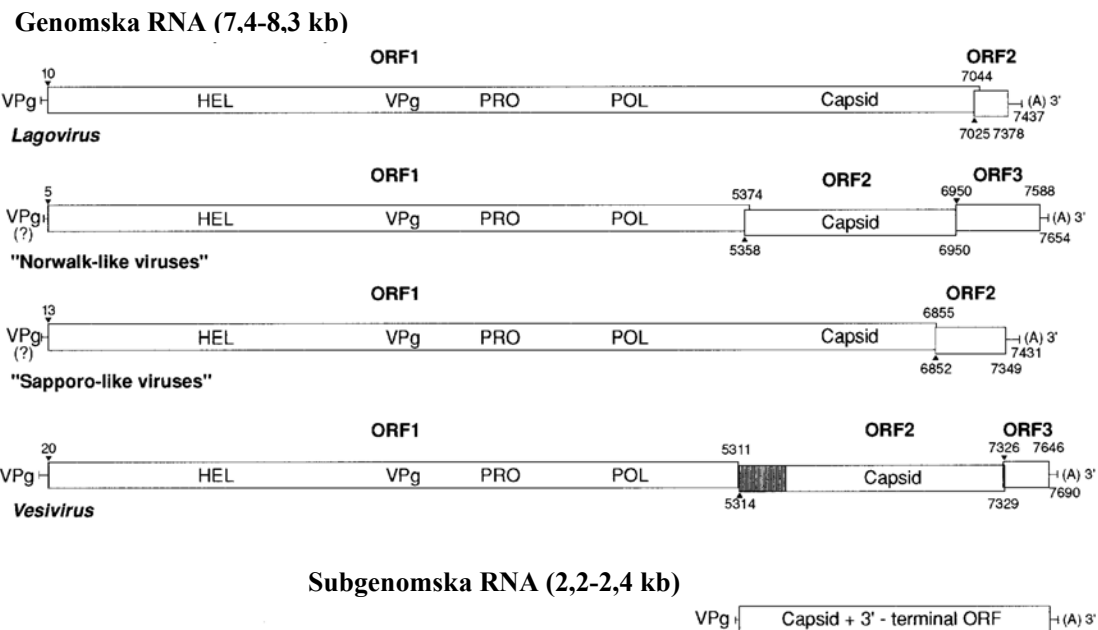 Genomska RNA (7,4-8,3 kb)
ORF1 ORF2
10 7044
VPg HEL VPg PRO POL Capsid (A) 3'
7437
Lagovirus 7025 7378
ORF1 ORF2 ORF3
5 5374 6950 7588
VPg HEL VPg PRO POL Capsid (A) 3'
(?) 5358 6950 7654
"Norwalk-like viruses"
ORF1 ORF2
13 6855
VPg HEL VPg PRO POL Capsid (A) 3'
(?) 7431
6852 7349
"Sapporo-like viruses"
ORF1 ORF2 ORF3
20 5311 7326 7646
VPg HEL VPg PRO POL Capsid (A) 3'
7690
Vesivirus 5314 7329
Subgenomska RNA (2,2-2,4 kb)
VPg Capsid + 3' - terminal ORF (A) 3'